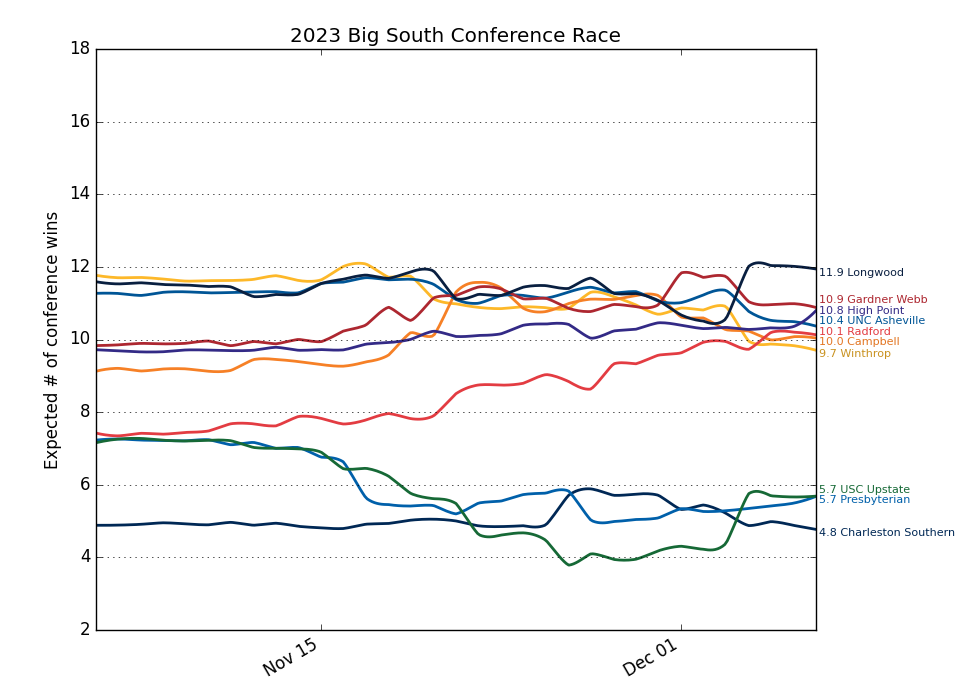 2023 Big South Conference Race
Expected # of conference wins
18
16
14
12
10
8
6
4
2
Nov 15
Dec 01
11.9 Longwood
10.9 Gardner Webb
10.8 High Point
10.4 UNC Asheville
10.1 Radford
10.0 Campbell
9.7 Winthrop
5.7 USC Upstate
5.7 Presbyterian
4.8 Charleston Southern